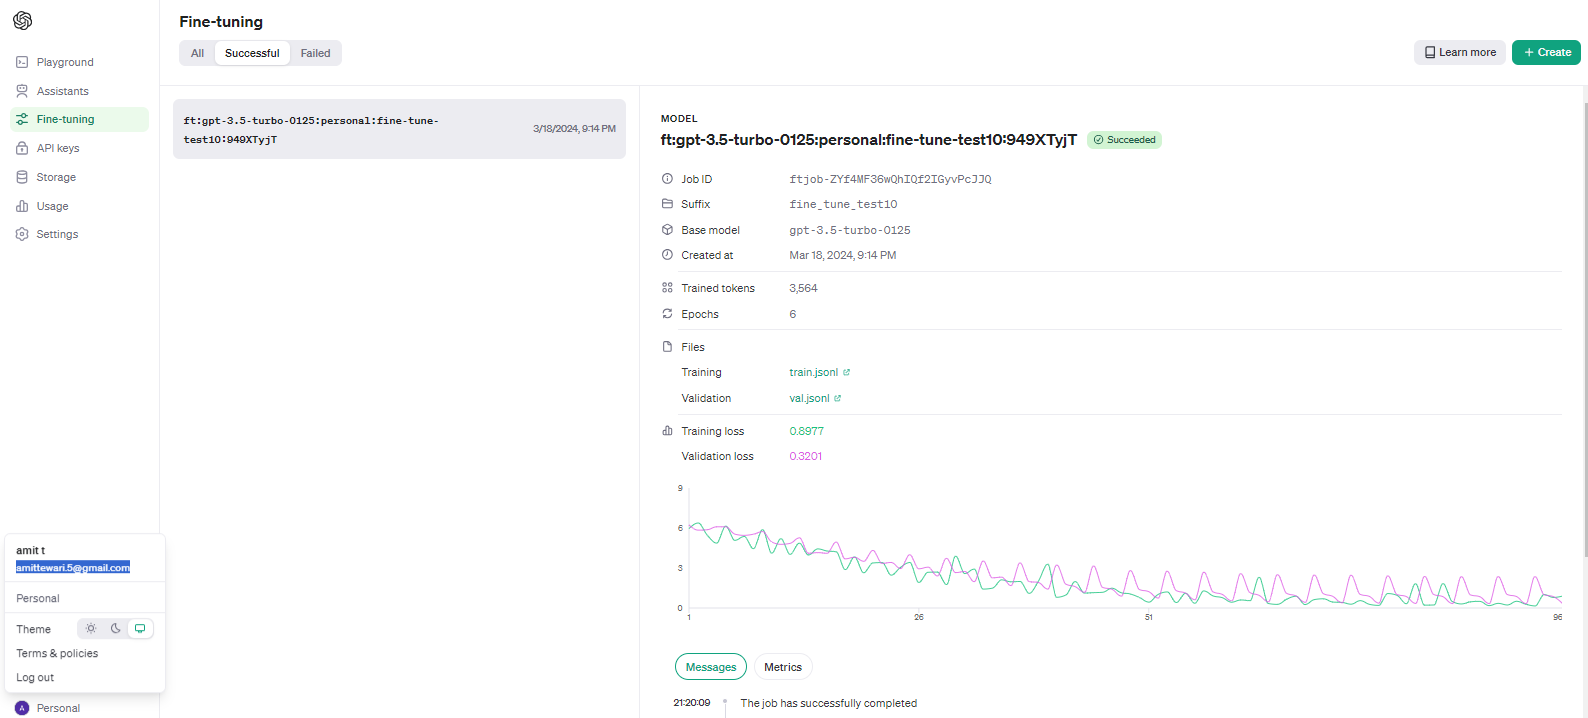 Fine-tuning
All Successful Failed
Learn more
+ Create
Playground
Assistants
Fine-tuning
API keys
Storage
Usage
Settings
amit t
amittewari.5@gmail.com
Personal
Theme
Terms & policies
Log out
A Personal
ft:gpt-3.5-turbo-0125:personal:fine-tune-
test10:949XTyjT
3/18/2024, 9:14 PM
MODEL
ft:gpt-3.5-turbo-0125:personal:fine-tune-test10:949XTyjT Succeeded
Job ID ftjob-ZYf4MF36wQhIQf2IGyvPcJJQ
Suffix fine_tune_test10
Base model gpt-3.5-turbo-0125
Created at Mar 18, 2024, 9:14 PM
Trained tokens 3,564
Epochs 6
Files
Training train.jsonl
Validation val.jsonl
Training loss 0.8977
Validation loss 0.3201
9
6
3
0
1 26 51 96
Messages Metrics
21:20:09 The job has successfully completed